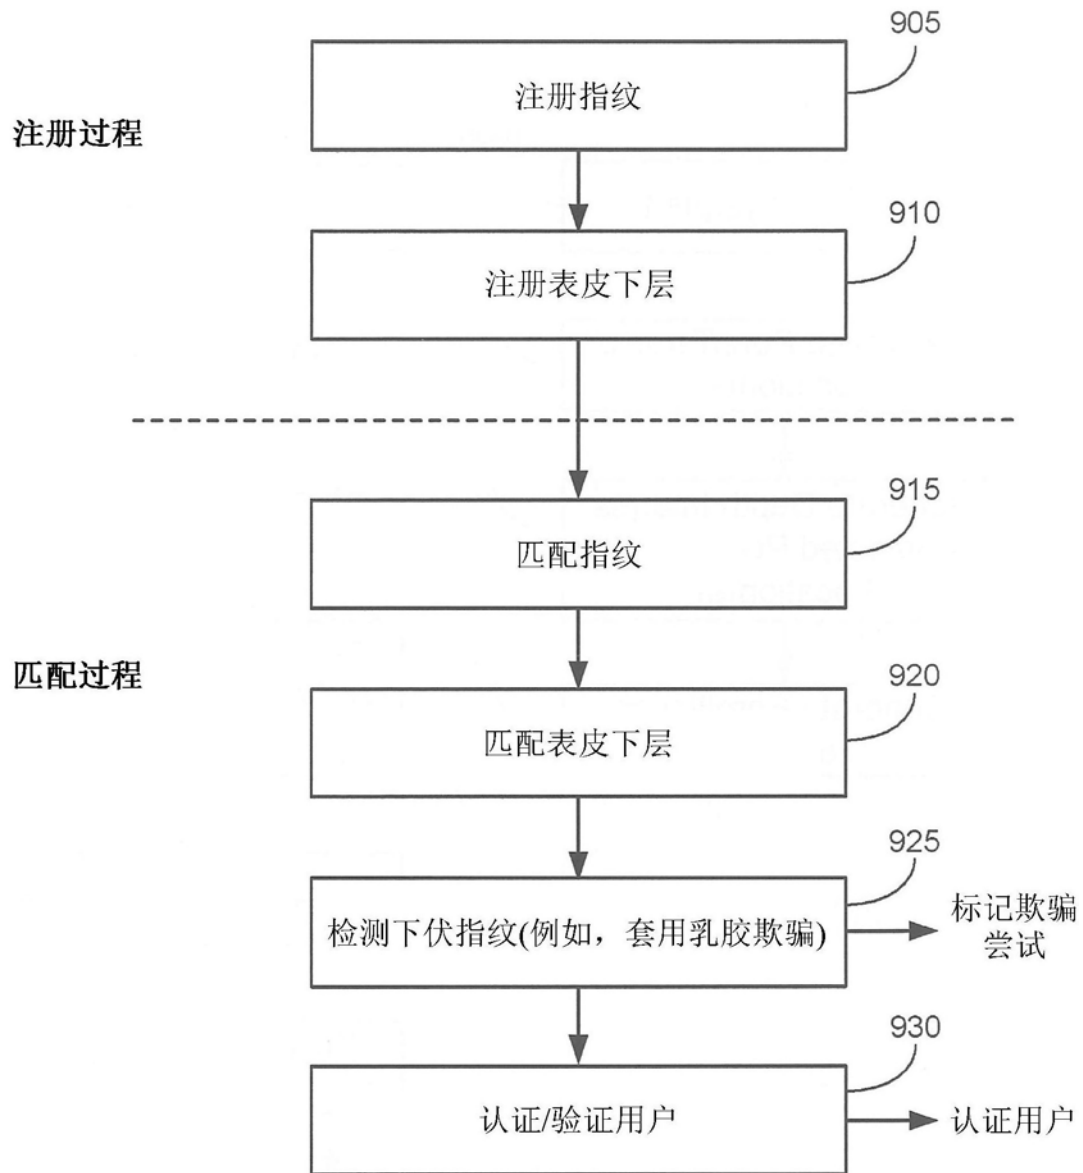 905
注册指纹
注册过程
910
注册表皮下层
915
匹配指纹
匹配过程
920
匹配表皮下层
925
检测下伏指纹(例如，套用乳胶欺骗)
标记欺骗
尝试
930
认证/验证用户
认证用户